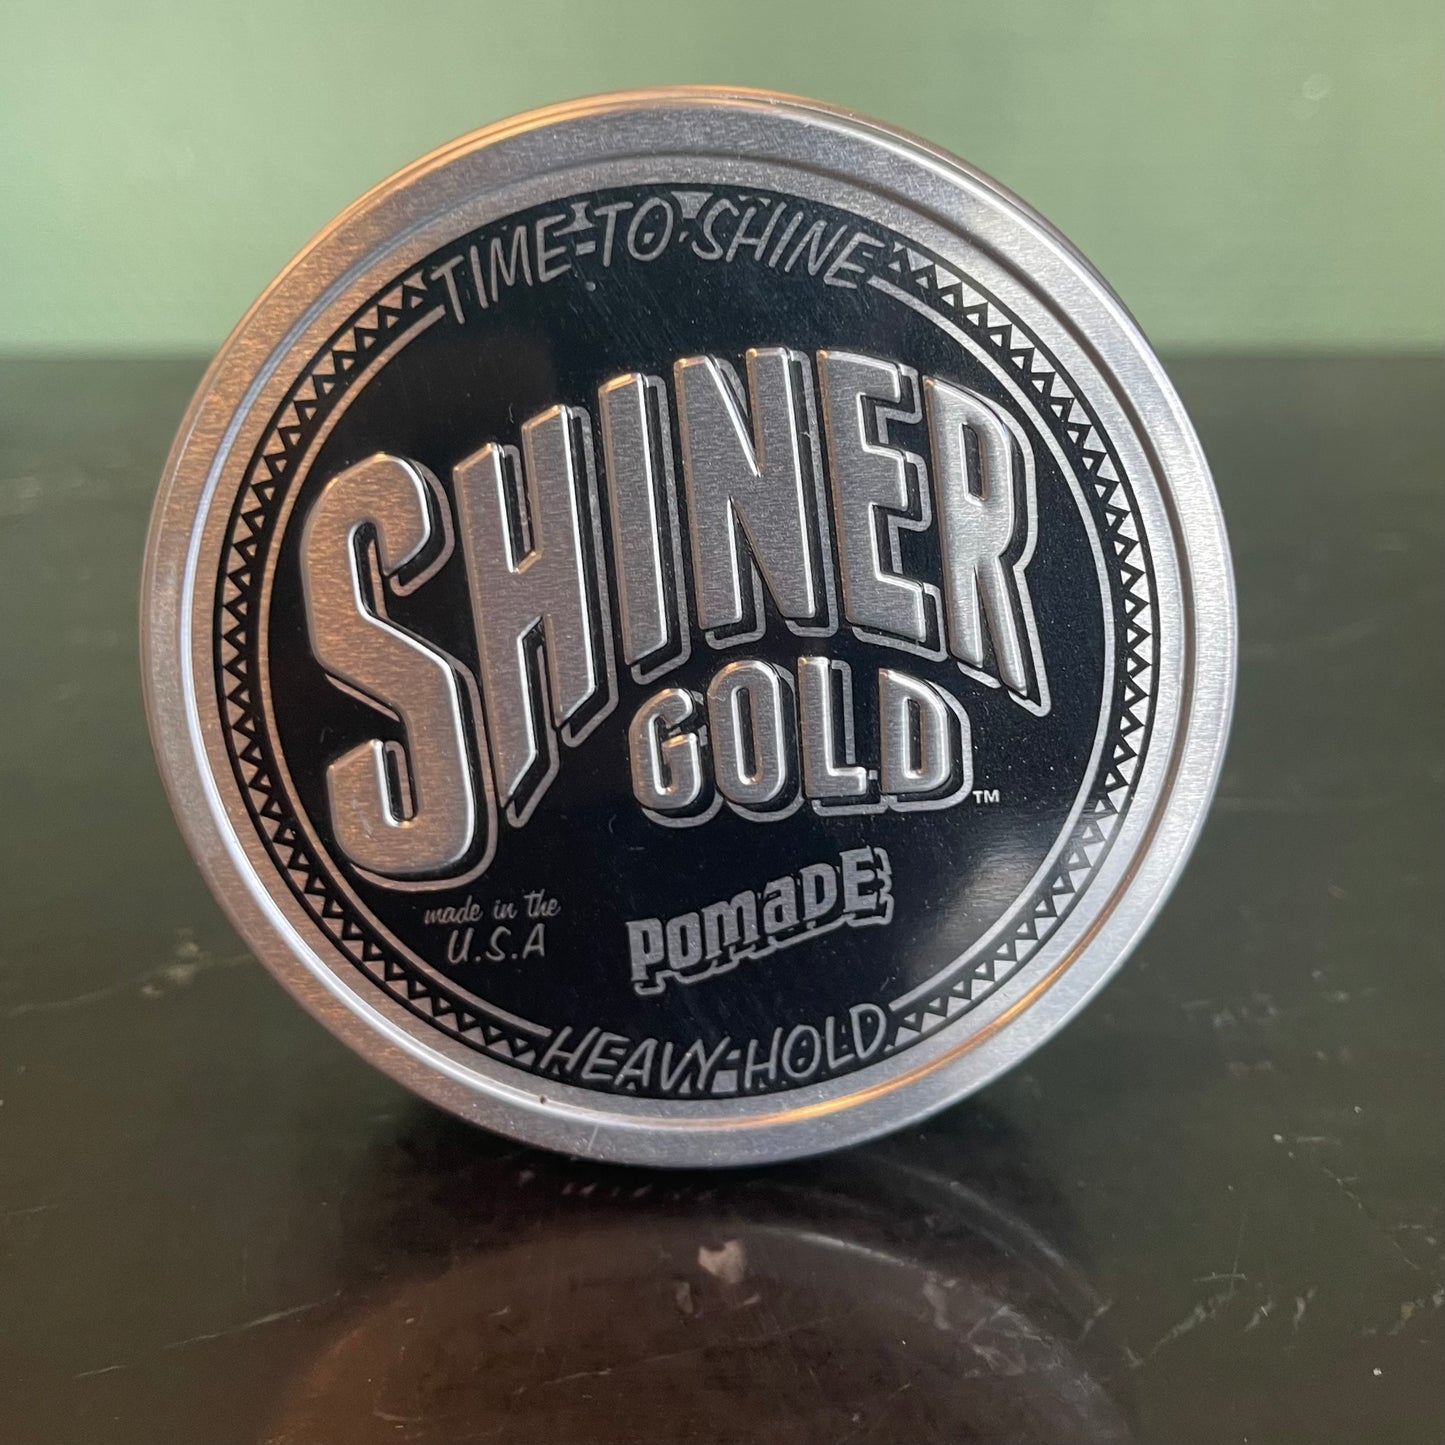 TIME-TO-SHINE
SHINER
GOLD™
made in the
U.S.A
POMADE
HEAVY-HOLD